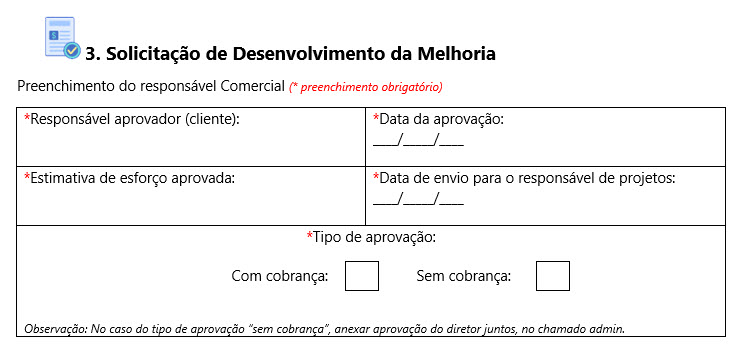 3. Solicitação de Desenvolvimento da Melhoria
Preenchimento do responsável Comercial (* preenchimento obrigatório)
*Responsável aprovador (cliente):
*Data da aprovação:
___/____/___
*Estimativa de esforço aprovada:
*Data de envio para o responsável de projetos:
___/____/___
*Tipo de aprovação:
Com cobrança:
Sem cobrança:
Observação: No caso do tipo de aprovação “sem cobrança”, anexar aprovação do diretor juntos, no chamado admin.